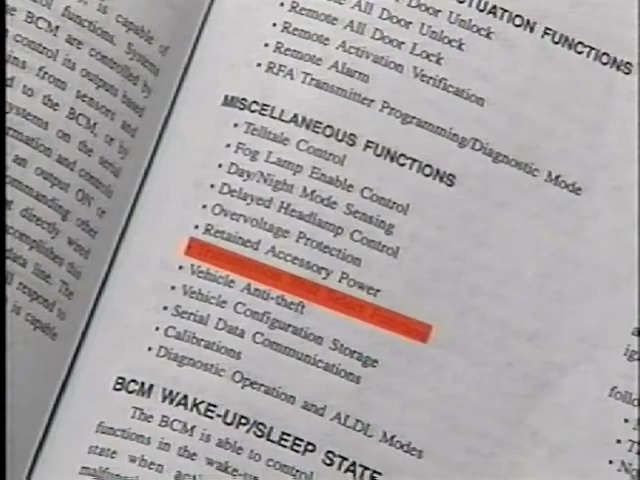 is capable of
functions. Systems
BCM are controlled by
control its outputs based
from sensors and
to the BCM, or by
systems on the serial
and controls
an output ON or
commanding other
directly wired
accomplishes this
data line. The
respond to
is capable
FUNCTIONS
Door Unlock
• Remote All Door Unlock
• Remote All Door Lock
• Remote Activation Verification
• Remote Alarm
• RFA Transmitter Programming/Diagnostic Mode
MISCELLANEOUS FUNCTIONS
• Telltale Control
• Fog Lamp Enable Control
• Day/Night Mode Sensing
• Delayed Headlamp Control
• Overvoltage Protection
• Retained Accessory Power
• Vehicle Anti-theft
• Vehicle Configuration Storage
• Serial Data Communications
• Calibrations
• Diagnostic Operation and ALDL Modes
BCM WAKE-UP/SLEEP STATE
The BCM is able to control
functions in the wake-up
state when